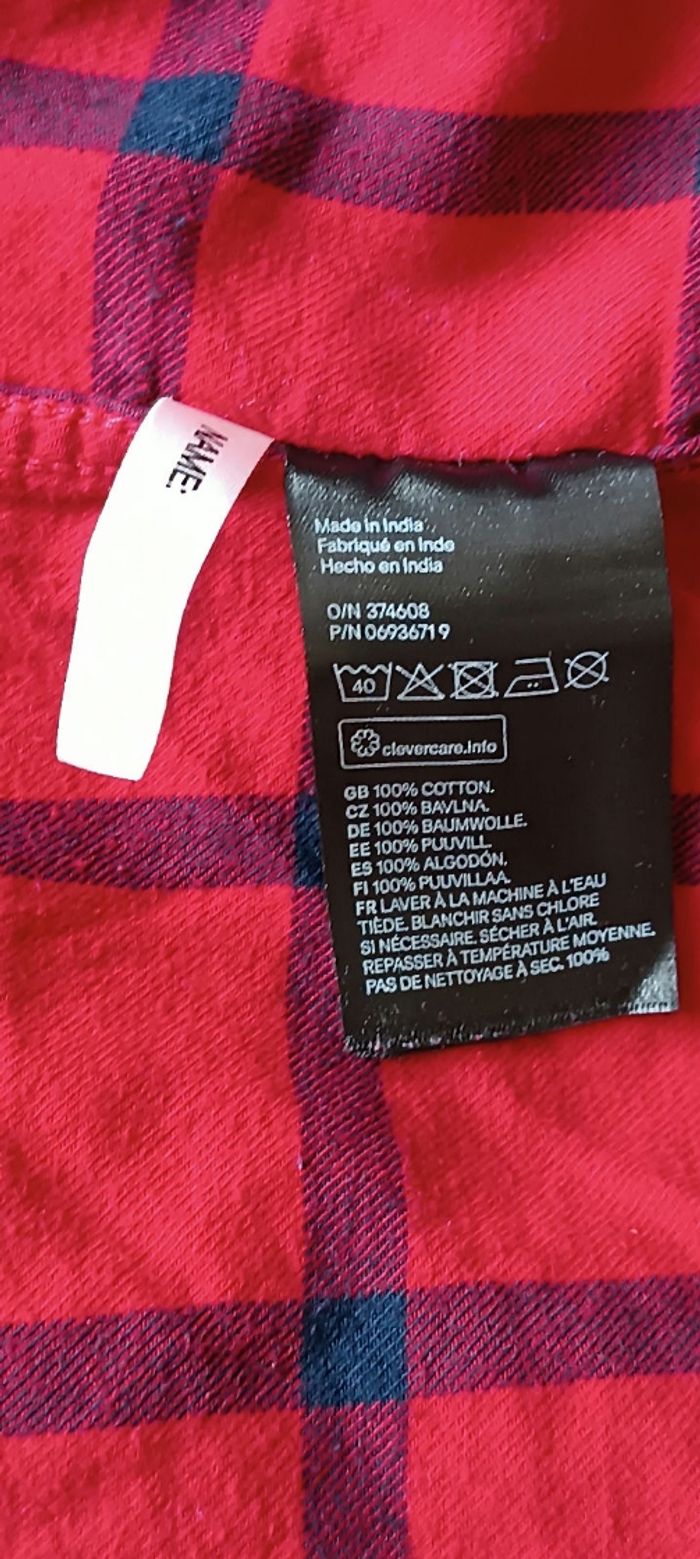 NAME:
Made in India
Fabriqué en Inde
Hecho en India
O/N 374608
P/N 06936719
40
clevercare.info
GB 100% COTTON.
CZ 100% BAVLNA.
DE 100% BAUMWOLLE.
EE 100% PUUVILL.
ES 100% ALGODÓN.
FI 100% PUUVILLAA.
FR LAVER À LA MACHINE À L'EAU
TIÈDE. BLANCHIR SANS CHLORE
SI NÉCESSAIRE. SÉCHER À L'AIR.
REPASSER À TEMPÉRATURE MOYENNE.
PAS DE NETTOYAGE À SEC. 100%